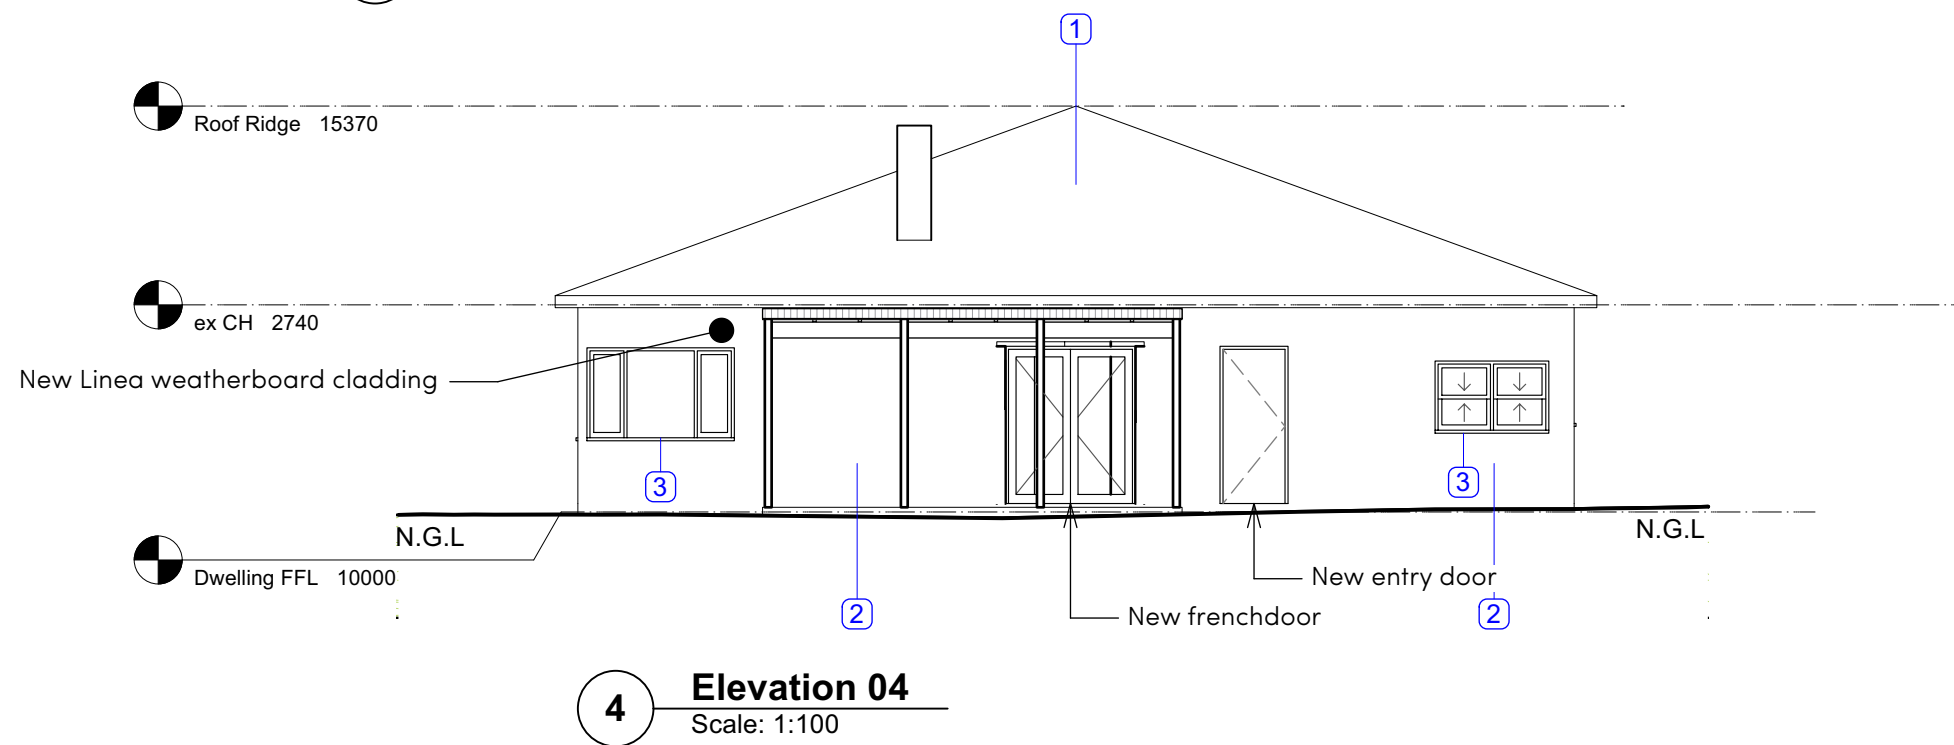 1
Roof Ridge 15370
ex CH 2740
New Linea weatherboard cladding
3
3
N.G.L
N.G.L
Dwelling FFL 10000
New entry door
2
New frenchdoor
2
4
Elevation 04
Scale: 1:100